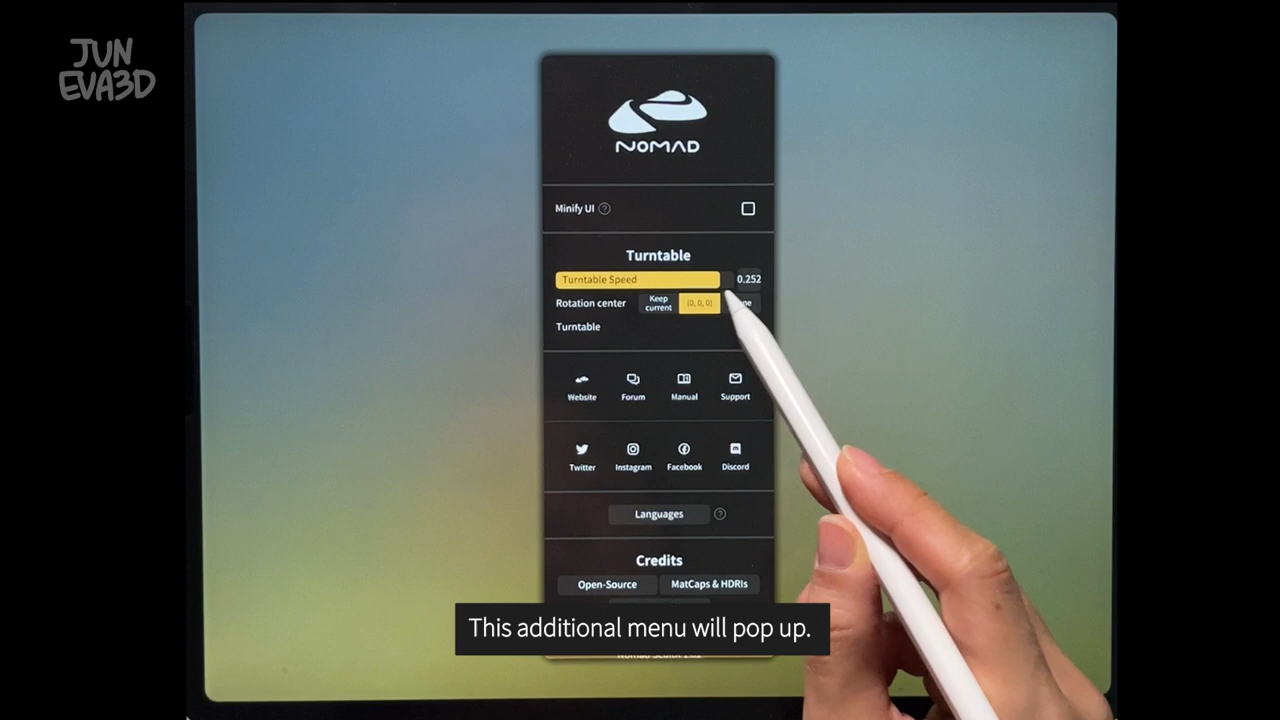 JUN
EVA3D
NOMAD
Minify UI ?
Turntable
Turntable Speed 0.252
Rotation center Keep current (0, 0, 0)
Turntable
Website Forum Manual Support
Twitter Instagram Facebook Discord
Languages ?
Credits
Open-Source MatCaps & HDRIs
This additional menu will pop up.